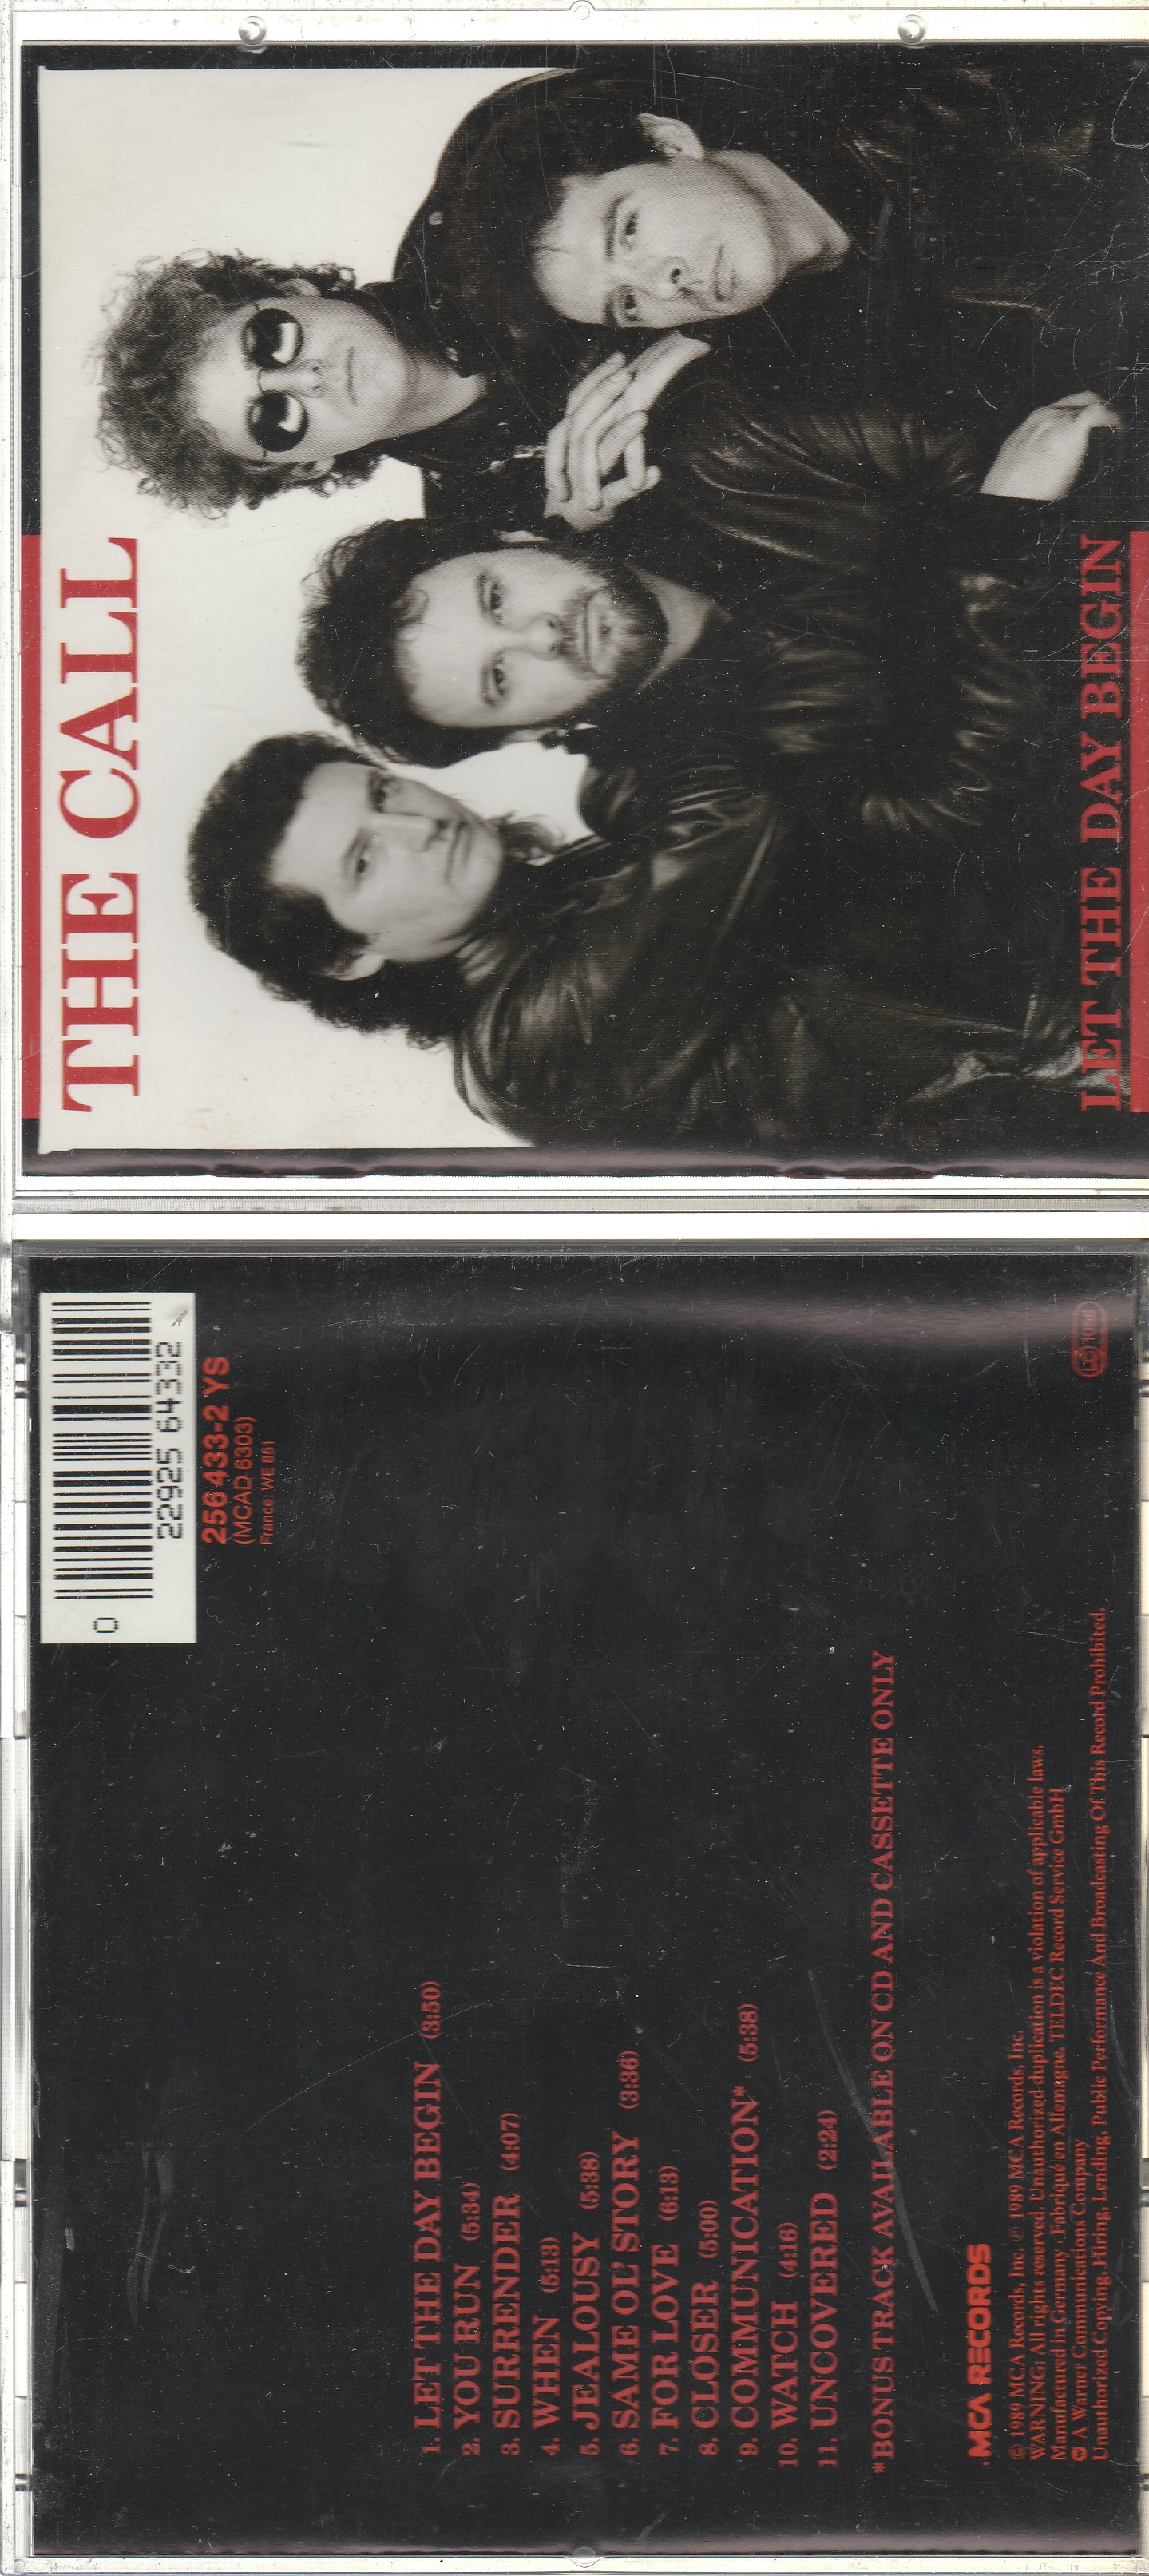 THE CALL
LET THE DAY BEGIN
0 22925 64332
256 433-2 YS
(MCAD 6303)
France: WE 851
1. LET THE DAY BEGIN (3:50)
2. YOU RUN (5:34)
3. SURRENDER (4:07)
4. WHEN (5:13)
5. JEALOUSY (5:38)
6. SAME OL' STORY (3:36)
7. FOR LOVE (6:13)
8. CLOSER (5:00)
9. COMMUNICATION* (5:38)
10. WATCH (4:16)
11. UNCOVERED (2:24)
*BONUS TRACK AVAILABLE ON CD AND CASSETTE ONLY
MCA RECORDS
© 1989 MCA Records, Inc. ℗ 1989 MCA Records, Inc.
WARNING: All rights reserved. Unauthorized duplication is a violation of applicable laws.
Manufactured in Germany · Fabriqué en Allemagne. TELDEC Record Service GmbH
A Warner Communications Company
Unauthorized Copying, Hiring, Lending, Public Performance And Broadcasting Of This Record Prohibited.
LC